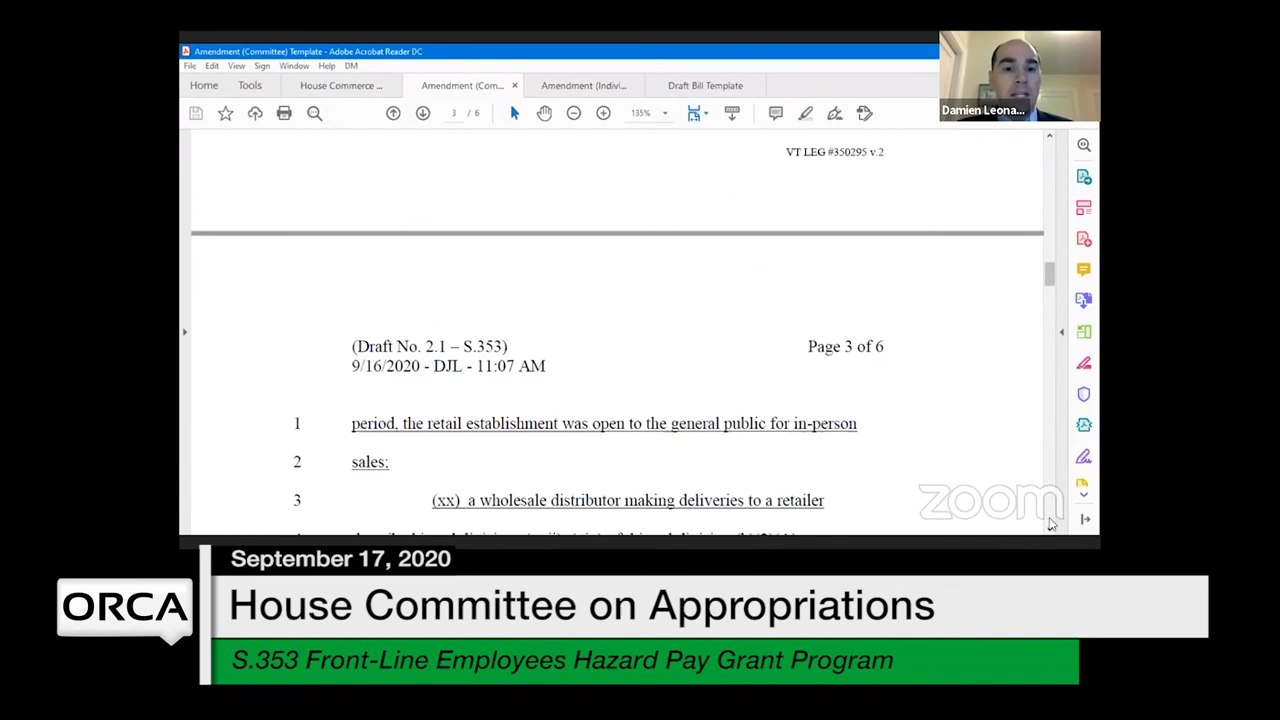 Amendment (Committee) Template - Adobe Acrobat Reader DC
File Edit View Sign Window Help DM
Home Tools House Commerce ... Amendment (Com... × Amendment (Indivi... Draft Bill Template
3 / 6 135%
Damien Leona...
VT LEG #350295 v.2
(Draft No. 2.1 – S.353) Page 3 of 6
9/16/2020 - DJL - 11:07 AM
1 period, the retail establishment was open to the general public for in-person
2 sales;
3 (xx) a wholesale distributor making deliveries to a retailer
zoom
September 17, 2020
ORCA
House Committee on Appropriations
S.353 Front-Line Employees Hazard Pay Grant Program